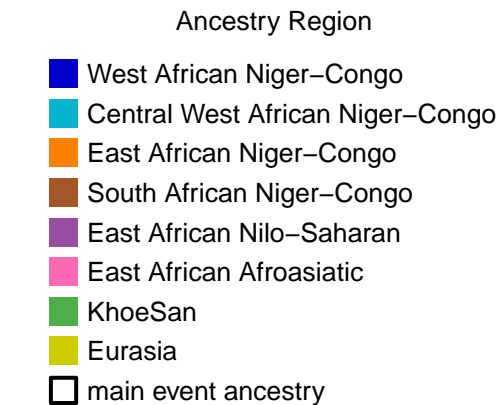 Ancestry Region
West African Niger−Congo
Central West African Niger−Congo
East African Niger−Congo
South African Niger−Congo
East African Nilo−Saharan
East African Afroasiatic
KhoeSan
Eurasia
main event ancestry